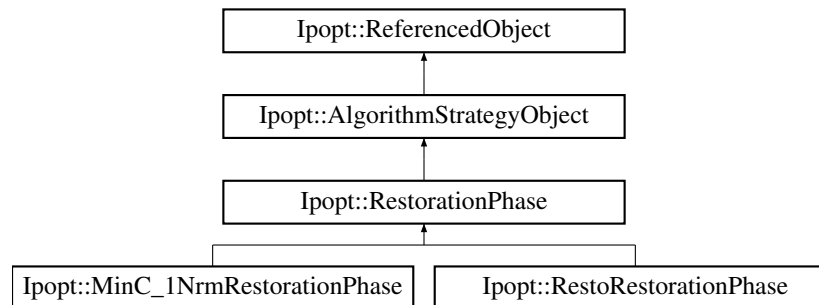 Ipopt::ReferencedObject
Ipopt::AlgorithmStrategyObject
Ipopt::RestorationPhase
Ipopt::MinC_1NrmRestorationPhase
Ipopt::RestoRestorationPhase